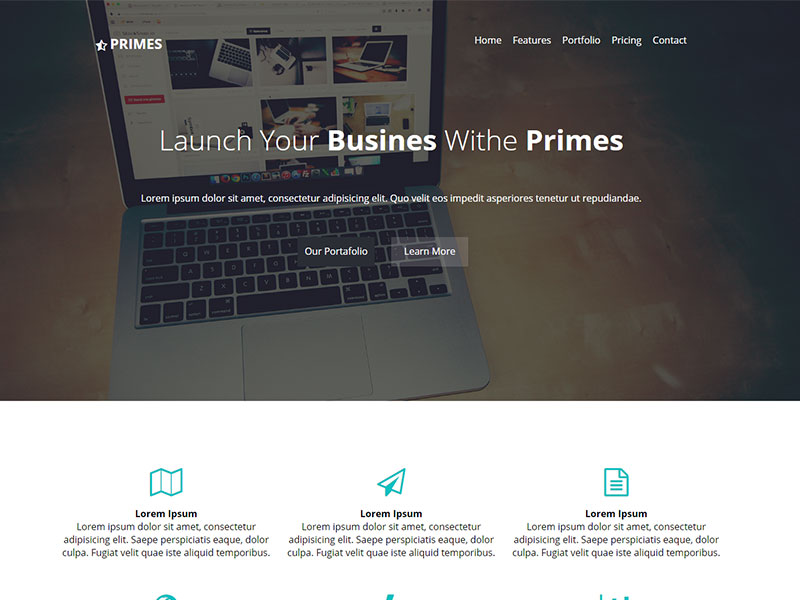 PRIMES
Home Features Portfolio Pricing Contact
Launch Your Busines Withe Primes
Lorem ipsum dolor sit amet, consectetur adipisicing elit. Quo velit eos impedit asperiores tenetur ut repudiandae.
Our Portafolio Learn More
Lorem Ipsum
Lorem ipsum dolor sit amet, consectetur
adipisicing elit. Saepe perspiciatis eaque, dolor
culpa. Fugiat velit quae iste aliquid temporibus.
Lorem Ipsum
Lorem ipsum dolor sit amet, consectetur
adipisicing elit. Saepe perspiciatis eaque, dolor
culpa. Fugiat velit quae iste aliquid temporibus.
Lorem Ipsum
Lorem ipsum dolor sit amet, consectetur
adipisicing elit. Saepe perspiciatis eaque, dolor
culpa. Fugiat velit quae iste aliquid temporibus.